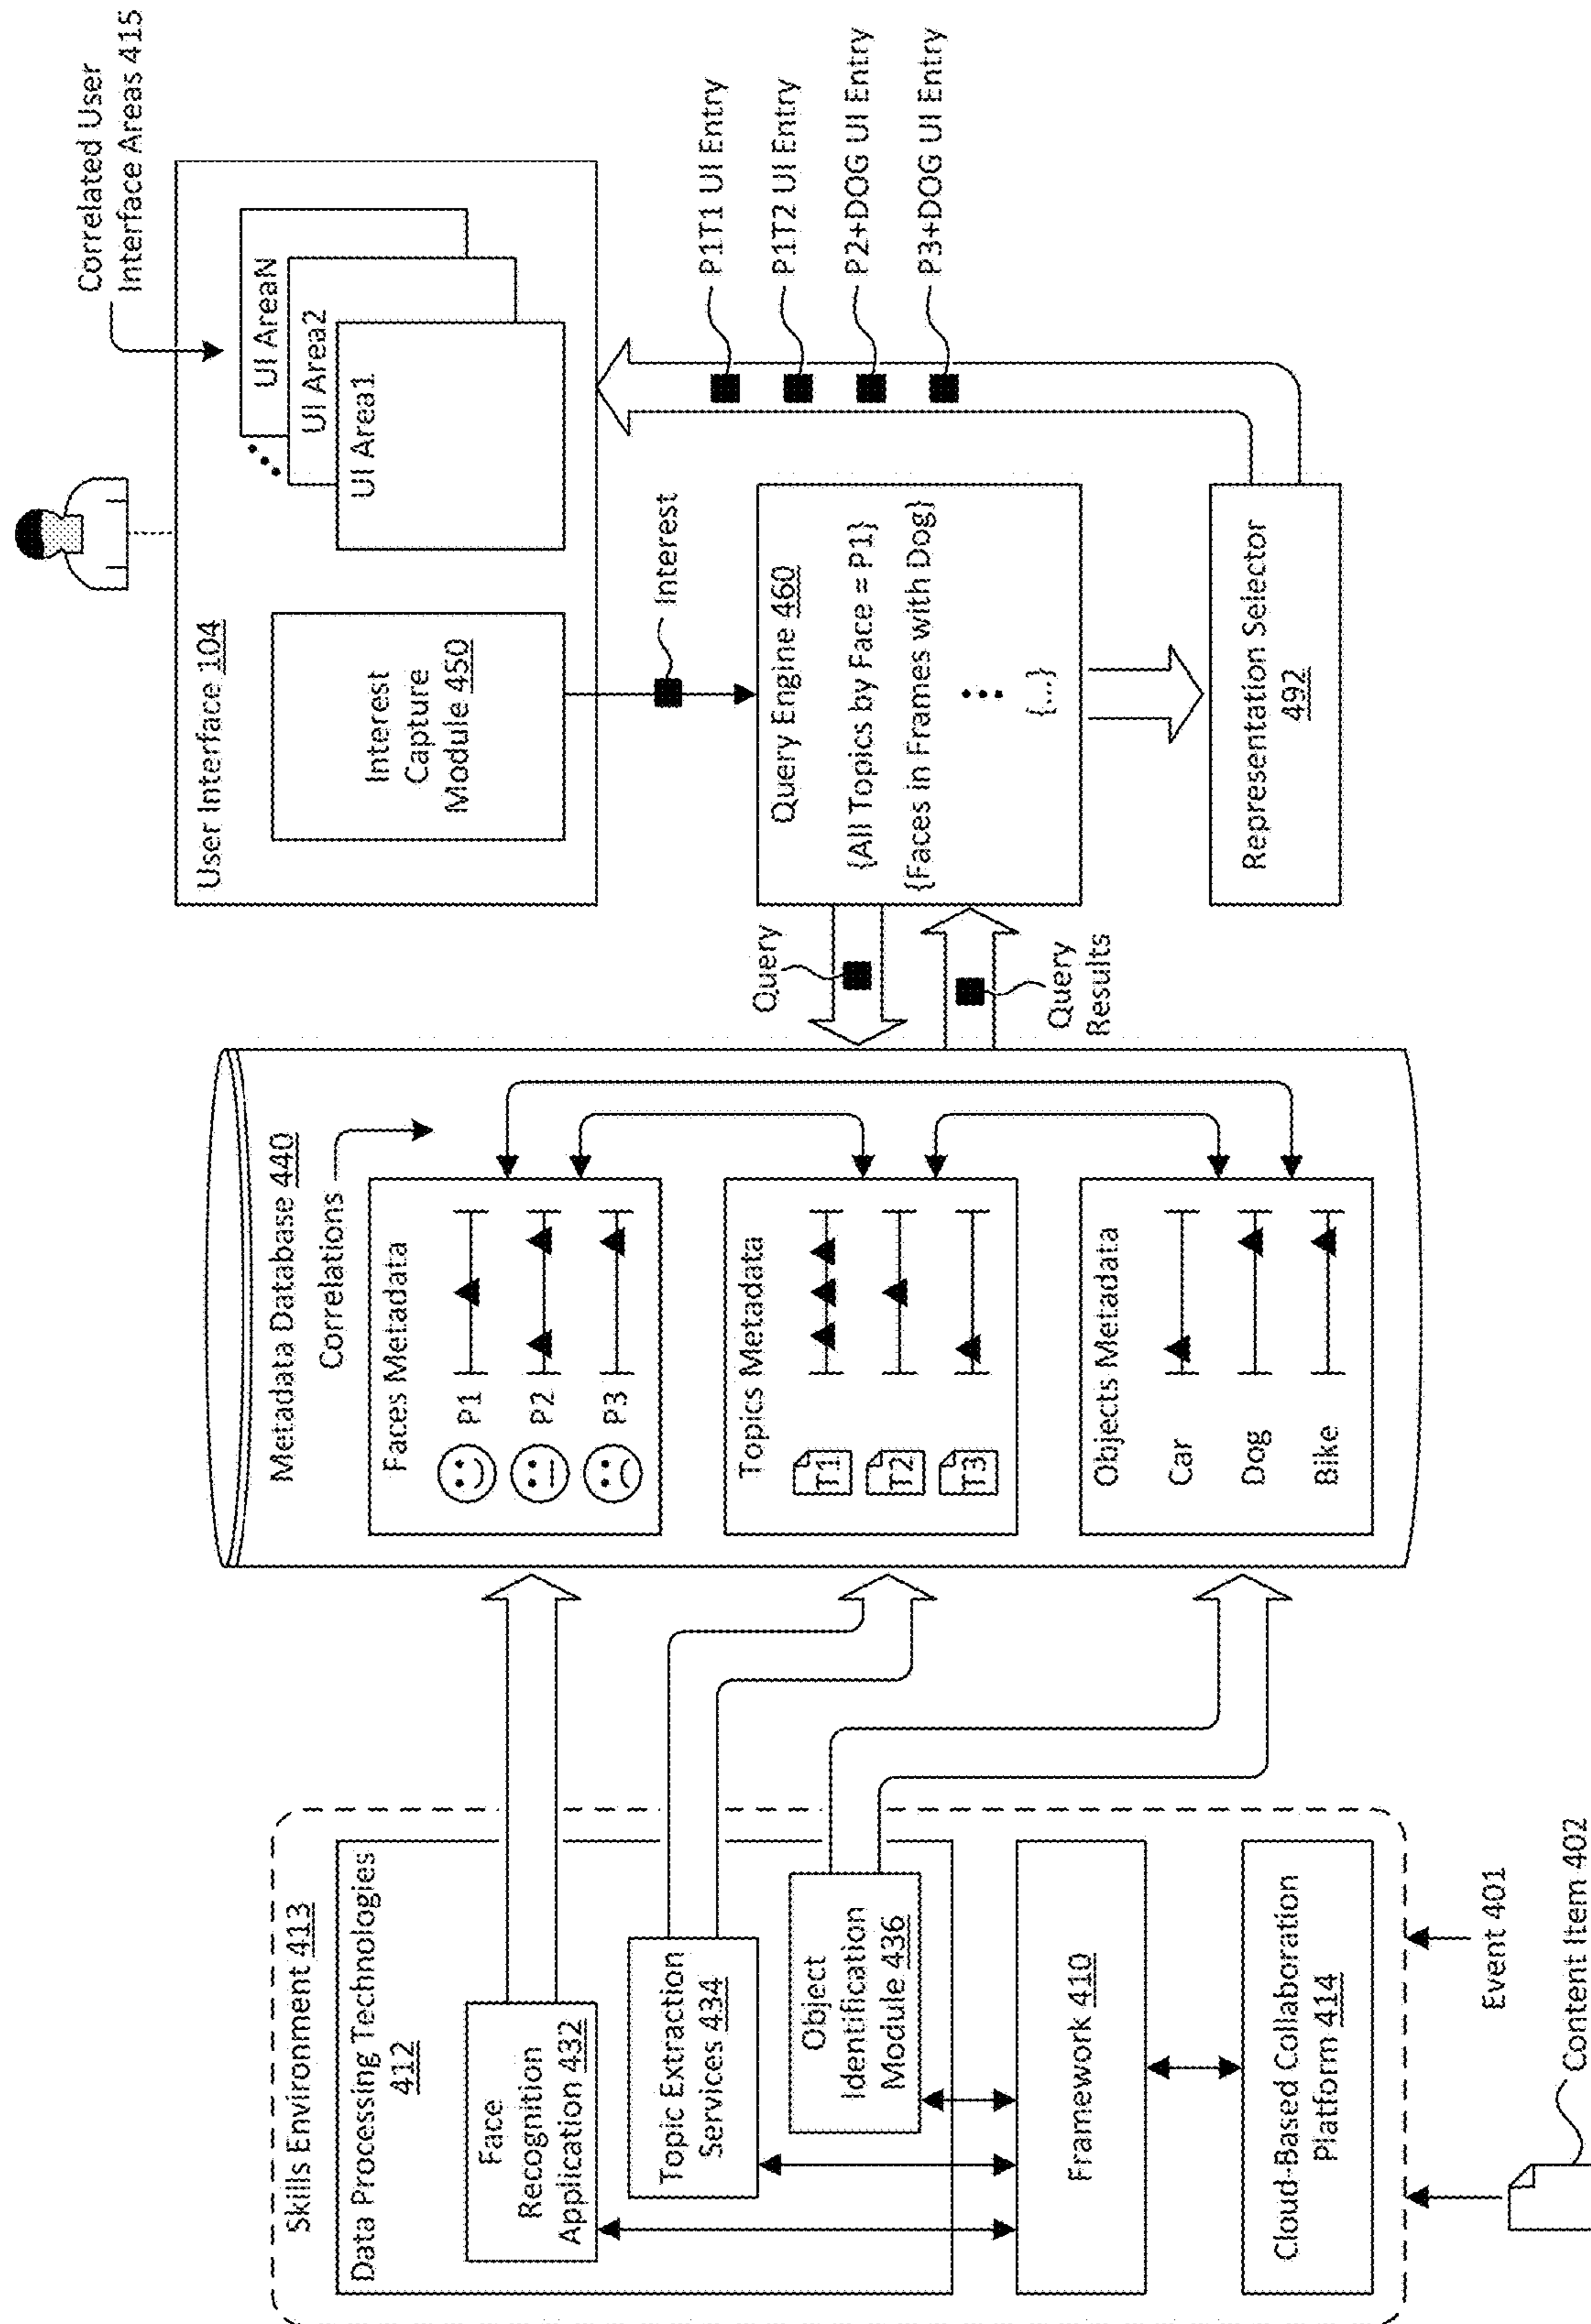 Skills Environment 413
Data Processing Technologies
412
Face
Recognition
Application 432
Topic Extraction
Services 434
Object
Identification
Module 436
Framework 410
Cloud-Based Collaboration
Platform 414
Event 401
Content Item 402
Metadata Database 440
Correlations
Faces Metadata
P1
P2
P3
Topics Metadata
T1
T2
T3
Objects Metadata
Car
Dog
Bike
Query
Query
Results
Correlated User
Interface Areas 415
User Interface 104
Interest
Capture
Module 450
UI AreaN
UI Area2
UI Area1
Interest
Query Engine 460
{All Topics by Face = P1}
{Faces in Frames with Dog}
{...}
Representation Selector
492
P1T1 UI Entry
P1T2 UI Entry
P2+DOG UI Entry
P3+DOG UI Entry